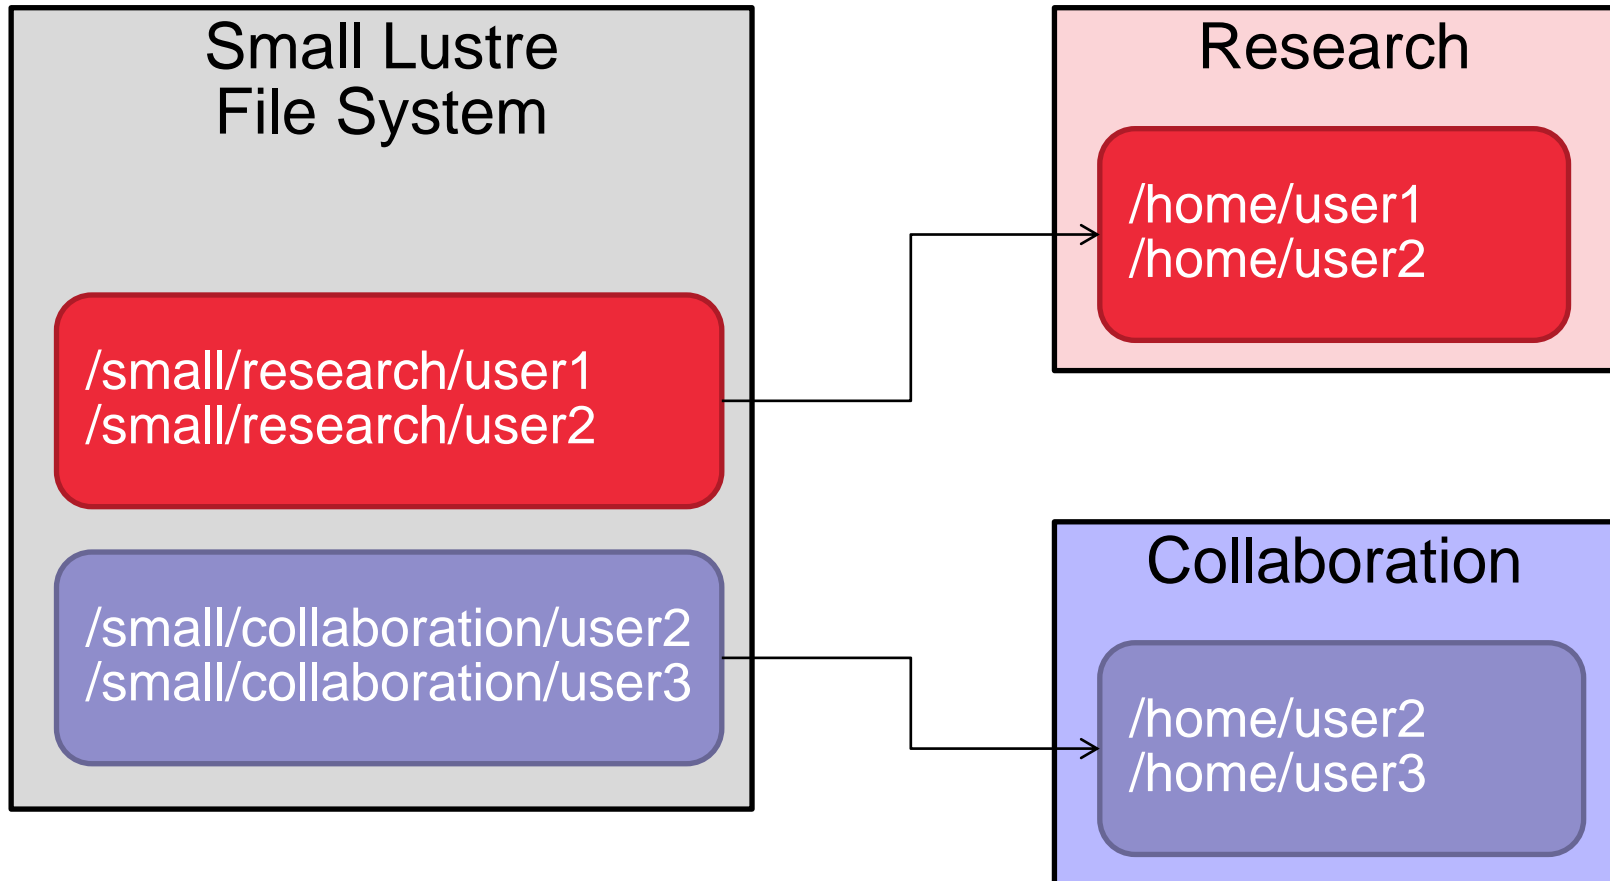 Small Lustre
File System
/small/research/user1
/small/research/user2
/small/collaboration/user2
/small/collaboration/user3
Research
/home/user1
/home/user2
Collaboration
/home/user2
/home/user3